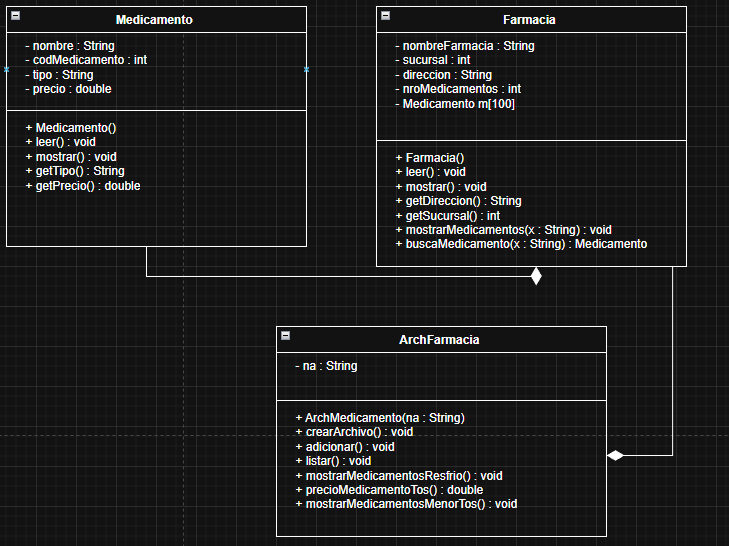 Medicamento
- nombre : String
- codMedicamento : int
- tipo : String
- precio : double
+ Medicamento()
+ leer() : void
+ mostrar() : void
+ getTipo() : String
+ getPrecio() : double
Farmacia
- nombreFarmacia : String
- sucursal : int
- direccion : String
- nroMedicamentos : int
- Medicamento m[100]
+ Farmacia()
+ leer() : void
+ mostrar() : void
+ getDireccion() : String
+ getSucursal() : int
+ mostrarMedicamentos(x : String) : void
+ buscaMedicamento(x : String) : Medicamento
ArchFarmacia
- na : String
+ ArchMedicamento(na : String)
+ crearArchivo() : void
+ adicionar() : void
+ listar() : void
+ mostrarMedicamentosResfrio() : void
+ precioMedicamentoTos() : double
+ mostrarMedicamentosMenorTos() : void